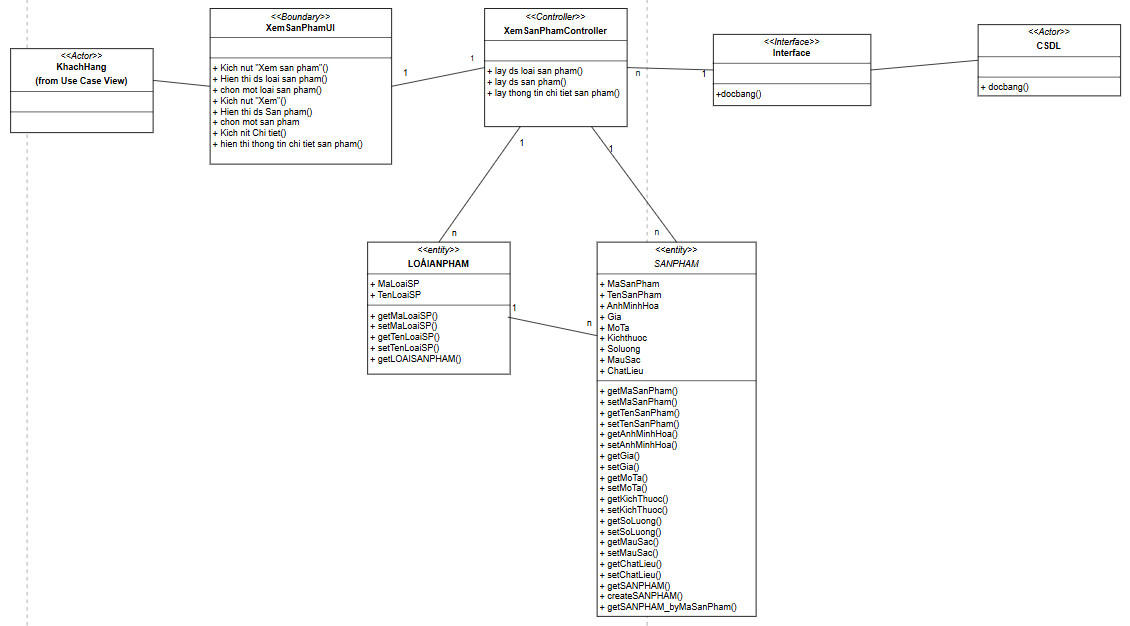 <<Actor>>
KhachHang
(from Use Case View)
<<Boundary>>
XemSanPhamUI
+ Kich nut "Xem san pham"()
+ Hien thi ds loai san pham()
+ chon mot loai san pham()
+ Kich nut "Xem"()
+ Hien thi ds San pham()
+ chon mot san pham
+ Kich nit Chi tiet()
+ hien thi thong tin chi tiet san pham()
1
1
<<Controller>>
XemSanPhamController
+ lay ds loai san pham()
+ lay ds san pham()
+ lay thong tin chi tiet san pham()
n
1
<<Interface>>
Interface
+docbang()
<<Actor>>
CSDL
+ docbang()
1
1
n
n
<<entity>>
LOÁIANPHAM
+ MaLoaiSP
+ TenLoaiSP
+ getMaLoaiSP()
+ setMaLoaiSP()
+ getTenLoaiSP()
+ setTenLoaiSP()
+ getLOAISANPHAM()
1
n
<<entity>>
SANPHAM
+ MaSanPham
+ TenSanPham
+ AnhMinhHoa
+ Gia
+ MoTa
+ Kichthuoc
+ Soluong
+ MauSac
+ ChatLieu
+ getMaSanPham()
+ setMaSanPham()
+ getTenSanPham()
+ setTenSanPham()
+ getAnhMinhHoa()
+ setAnhMinhHoa()
+ getGia()
+ setGia()
+ getMoTa()
+ setMoTa()
+ getKichThuoc()
+ setKichThuoc()
+ getSoLuong()
+ setSoLuong()
+ getMauSac()
+ setMauSac()
+ getChatLieu()
+ setChatLieu()
+ getSANPHAM()
+ createSANPHAM()
+ getSANPHAM_byMaSanPham()